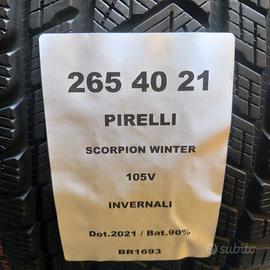 265 40 21
PIRELLI
SCORPION WINTER
105V
INVERNALI
Dot.2021 / Bat.90%
BR1693
subito